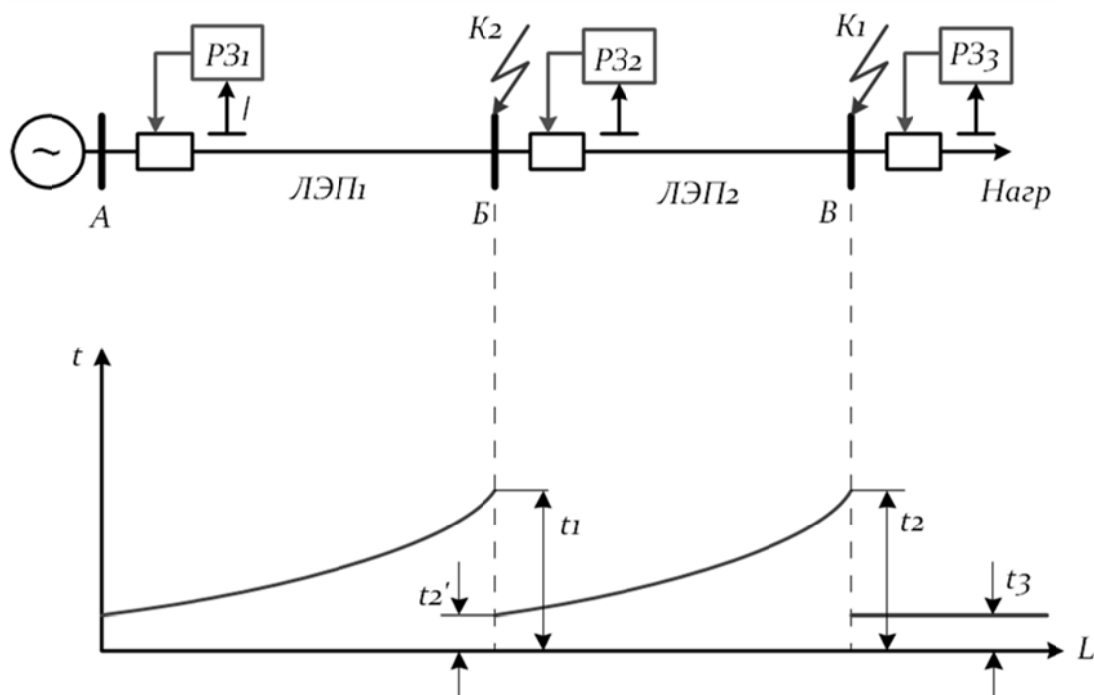 К2
К1
РЗ1
РЗ2
РЗ3
I
~
ЛЭП1
ЛЭП2
Нагр
А
Б
В
t
t1
t2
t2'
t3
L